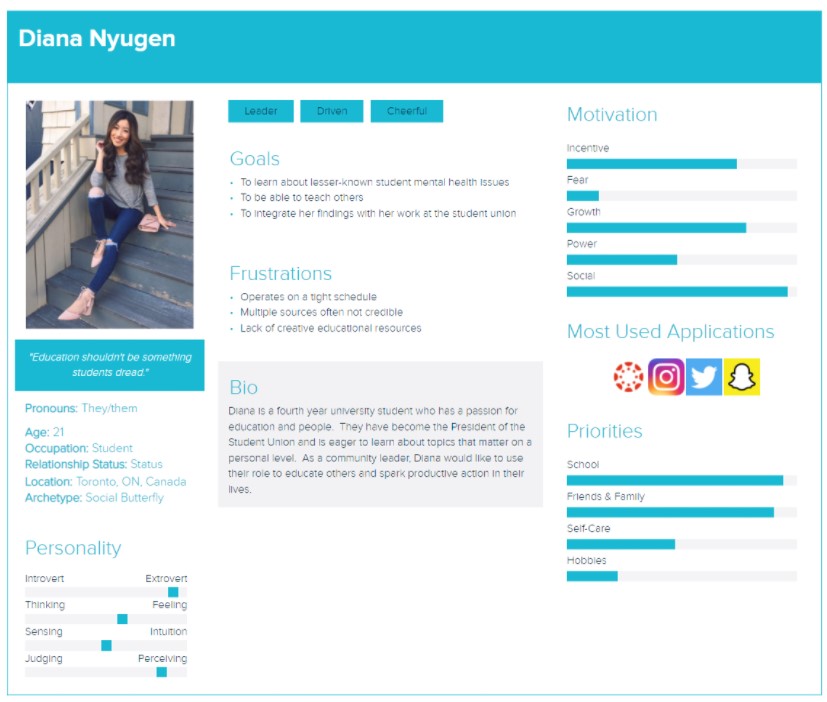 Diana Nyugen
"Education shouldn't be something
students dread."
Pronouns: They/them
Age: 21
Occupation: Student
Relationship Status: Status
Location: Toronto, ON, Canada
Archetype: Social Butterfly
Personality
Introvert Extrovert
Thinking Feeling
Sensing Intuition
Judging Perceiving
Leader Driven Cheerful
Goals
• To learn about lesser-known student mental health issues
• To be able to teach others
• To integrate her findings with her work at the student union
Frustrations
• Operates on a tight schedule
• Multiple sources often not credible
• Lack of creative educational resources
Bio
Diana is a fourth year university student who has a passion for
education and people. They have become the President of the
Student Union and is eager to learn about topics that matter on a
personal level. As a community leader, Diana would like to use
their role to educate others and spark productive action in their
lives.
Motivation
Incentive
Fear
Growth
Power
Social
Most Used Applications
Priorities
School
Friends & Family
Self-Care
Hobbies